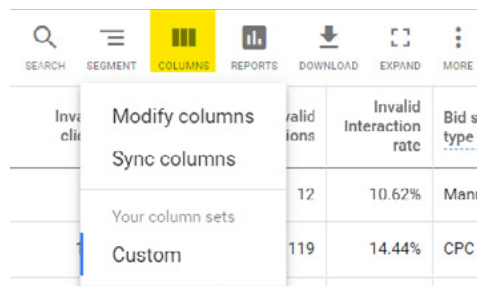 SEARCH SEGMENT COLUMNS REPORTS DOWNLOAD EXPAND MORE
Invalid
Modify columns
Interaction rate
Sync columns
12 10.62%
Your column sets
Custom 119 14.44% CPC